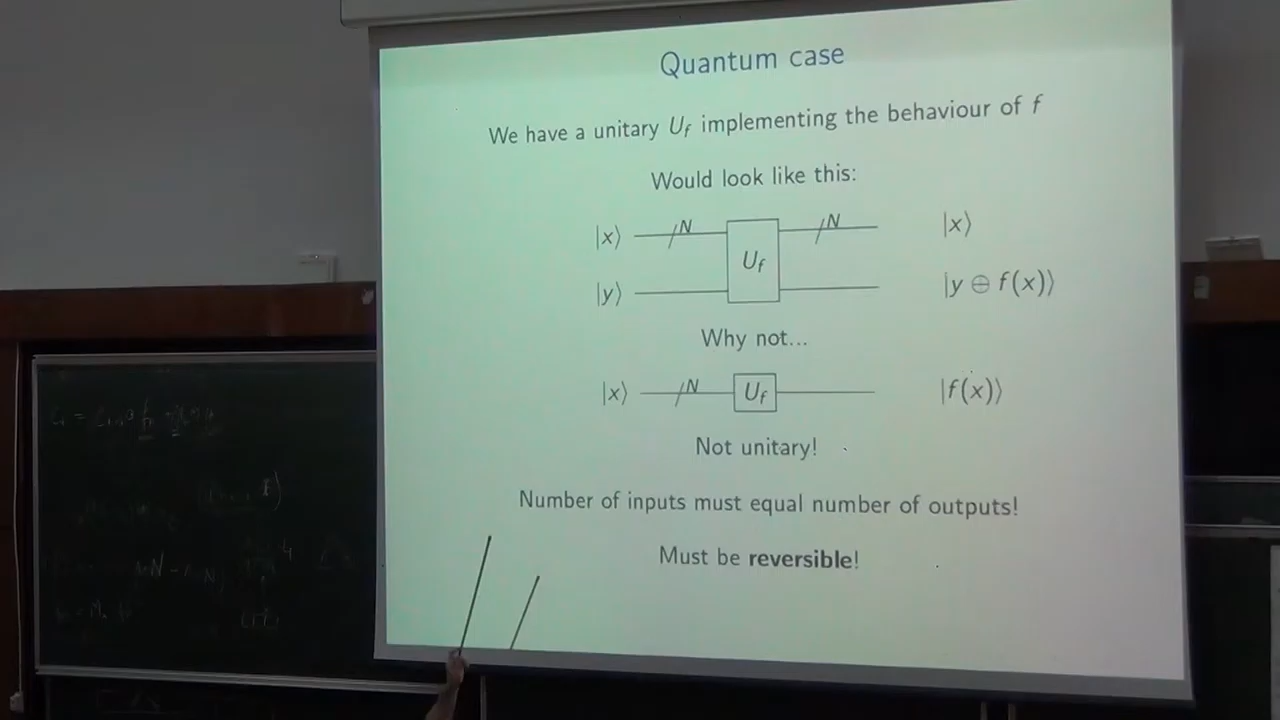 Quantum case
We have a unitary U_f implementing the behaviour of f
Would look like this:
|x⟩ N U_f N |x⟩
|y⟩ |y ⊕ f(x)⟩
Why not...
|x⟩ N U_f |f(x)⟩
Not unitary!
Number of inputs must equal number of outputs!
Must be reversible!